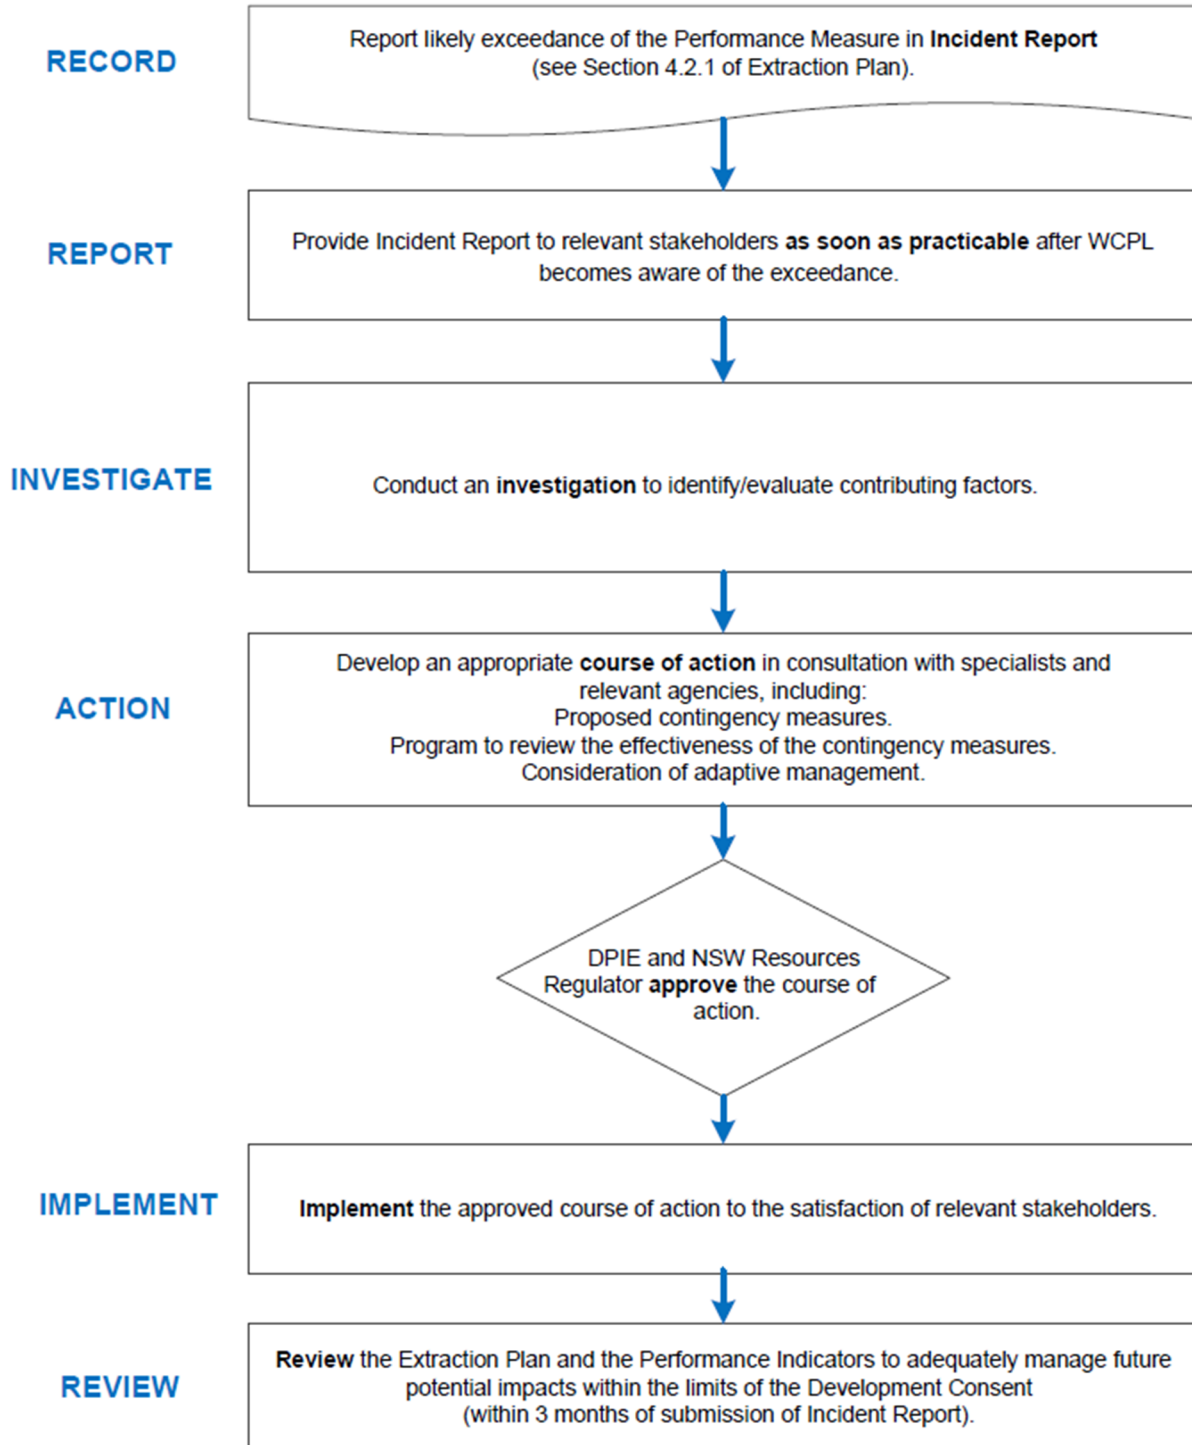 RECORD
Report likely exceedance of the Performance Measure in Incident Report
(see Section 4.2.1 of Extraction Plan).
REPORT
Provide Incident Report to relevant stakeholders as soon as practicable after WCPL
becomes aware of the exceedance.
INVESTIGATE
Conduct an investigation to identify/evaluate contributing factors.
ACTION
Develop an appropriate course of action in consultation with specialists and
relevant agencies, including:
Proposed contingency measures.
Program to review the effectiveness of the contingency measures.
Consideration of adaptive management.
DPIE and NSW Resources
Regulator approve the course of
action.
IMPLEMENT
Implement the approved course of action to the satisfaction of relevant stakeholders.
REVIEW
Review the Extraction Plan and the Performance Indicators to adequately manage future
potential impacts within the limits of the Development Consent
(within 3 months of submission of Incident Report).